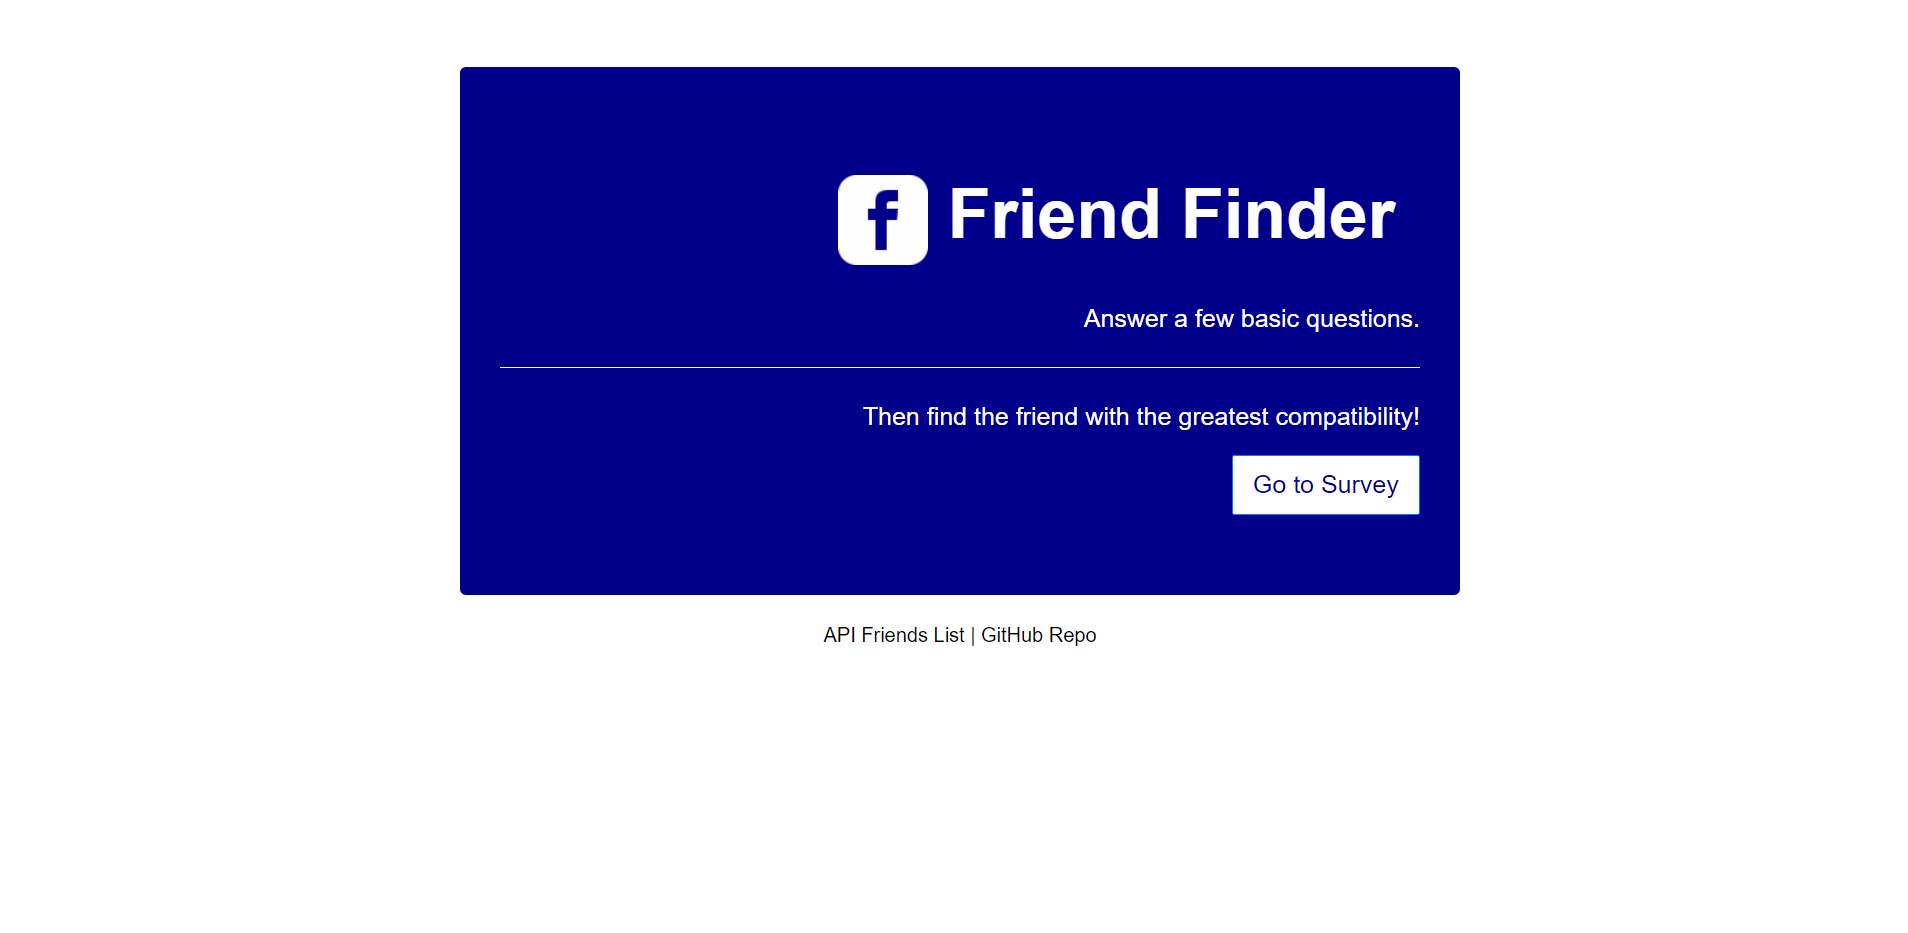 f Friend Finder
Answer a few basic questions.
Then find the friend with the greatest compatibility!
Go to Survey
API Friends List | GitHub Repo